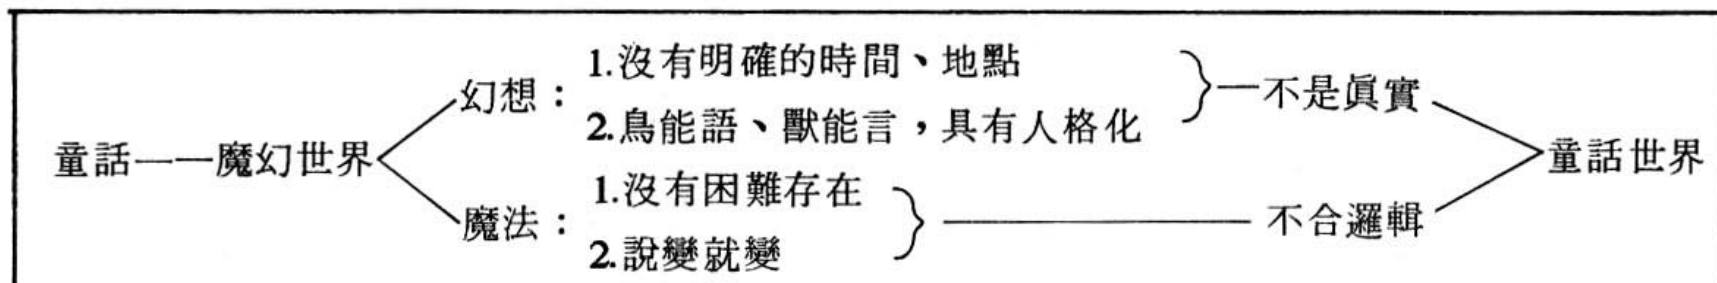 1.沒有明確的時間、地點
幻想：
不是眞實
2.鳥能語、獸能言，具有人格化
童話——魔幻世界
童話世界
1.沒有困難存在
魔法：
不合邏輯
2.說變就變